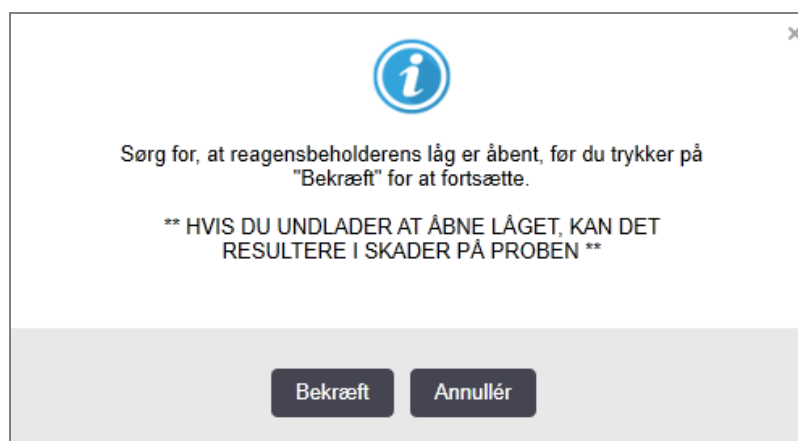 Sørg for, at reagensbeholderens låg er åbent, før du trykker på
"Bekræft" for at fortsætte.
** HVIS DU UNDLADER AT ÅBNE LÅGET, KAN DET
RESULTERE I SKADER PÅ PROBEN **
Bekræft Annullér